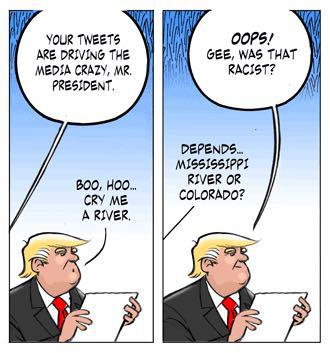 YOUR TWEETS
ARE DRIVING THE
MEDIA CRAZY, MR.
PRESIDENT.
BOO, HOO...
CRY ME
A RIVER.
OOPS!
GEE, WAS THAT
RACIST?
DEPENDS...
MISSISSIPPI
RIVER OR
COLORADO?